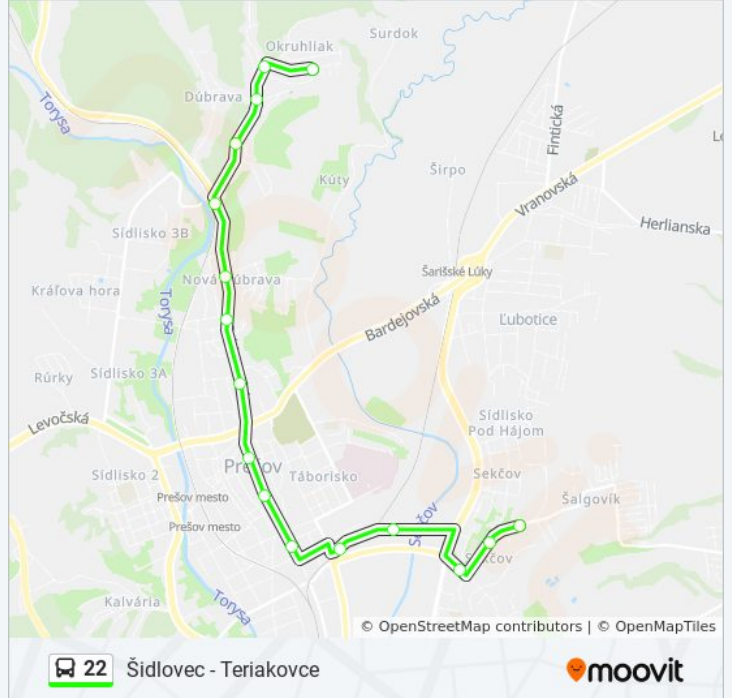 Okruhliak
Surdok
Torysa
Dúbrava
Fintická
Kúty
Širpo
Vranovská
Sídlisko 3B
Herlianska
Šarišské Lúky
Nová Dúbrava
Kráľova hora
Torysa
Bardejovská
Ľubotice
Rúrky
Sídlisko 3A
Levočská
Sídlisko
Pod Hájom
Prešov
Táborisko
Sídlisko 2
Sekčov
Prešov mesto
Šalgovík
Prešov mesto
Sekčov
Sekčov
Kalvária
Torysa
© OpenStreetMap contributors | © OpenMapTiles
22 Šidlovec - Teriakovce
moovit